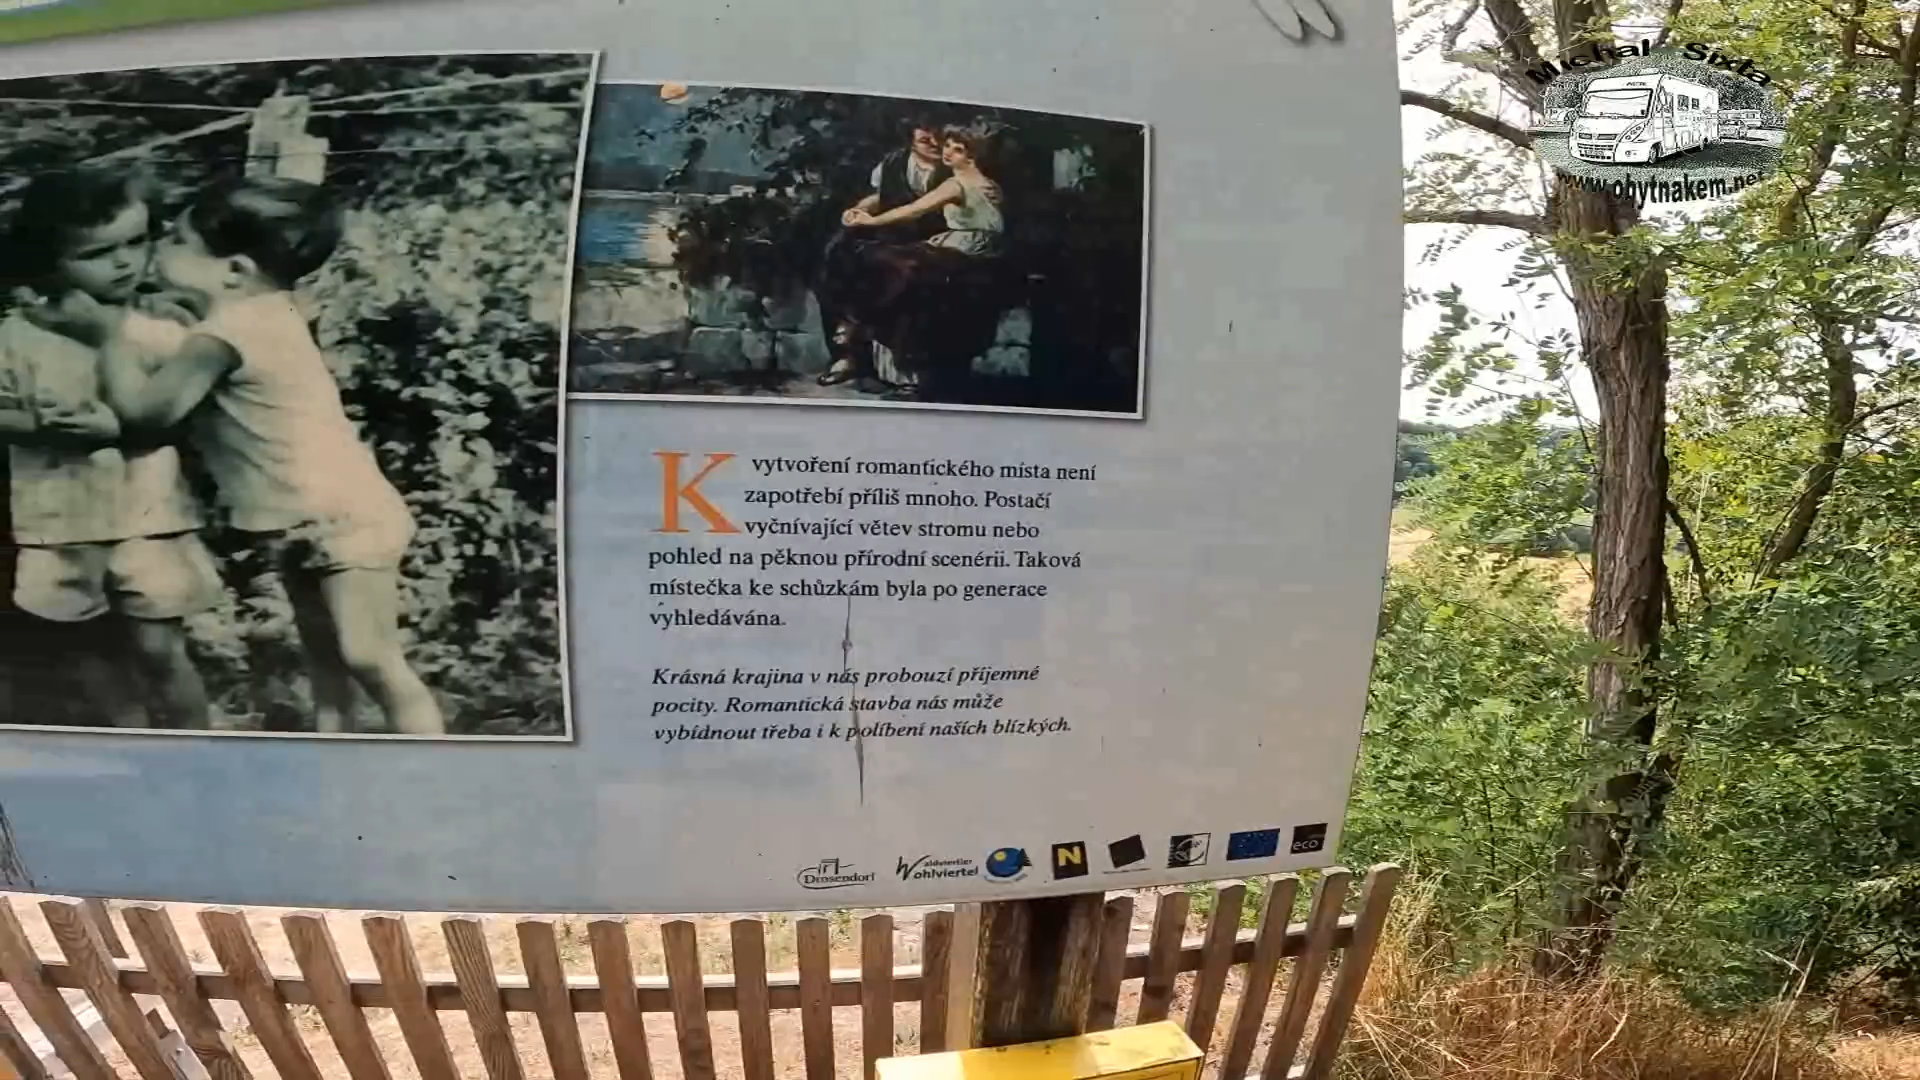 Michal Sixta
www.obytnakem.net
K vytvoření romantického místa není
zapotřebí příliš mnoho. Postačí
vyčnívající větev stromu nebo
pohled na pěknou přírodní scenérii. Taková
místečka ke schůzkám byla po generace
vyhledávána.
Krásná krajina v nás probouzí příjemné
pocity. Romantická stavba nás může
vybídnout třeba i k políbení našich blízkých.
Drosendorf
Waldviertler
Wohlviertel
N
eco